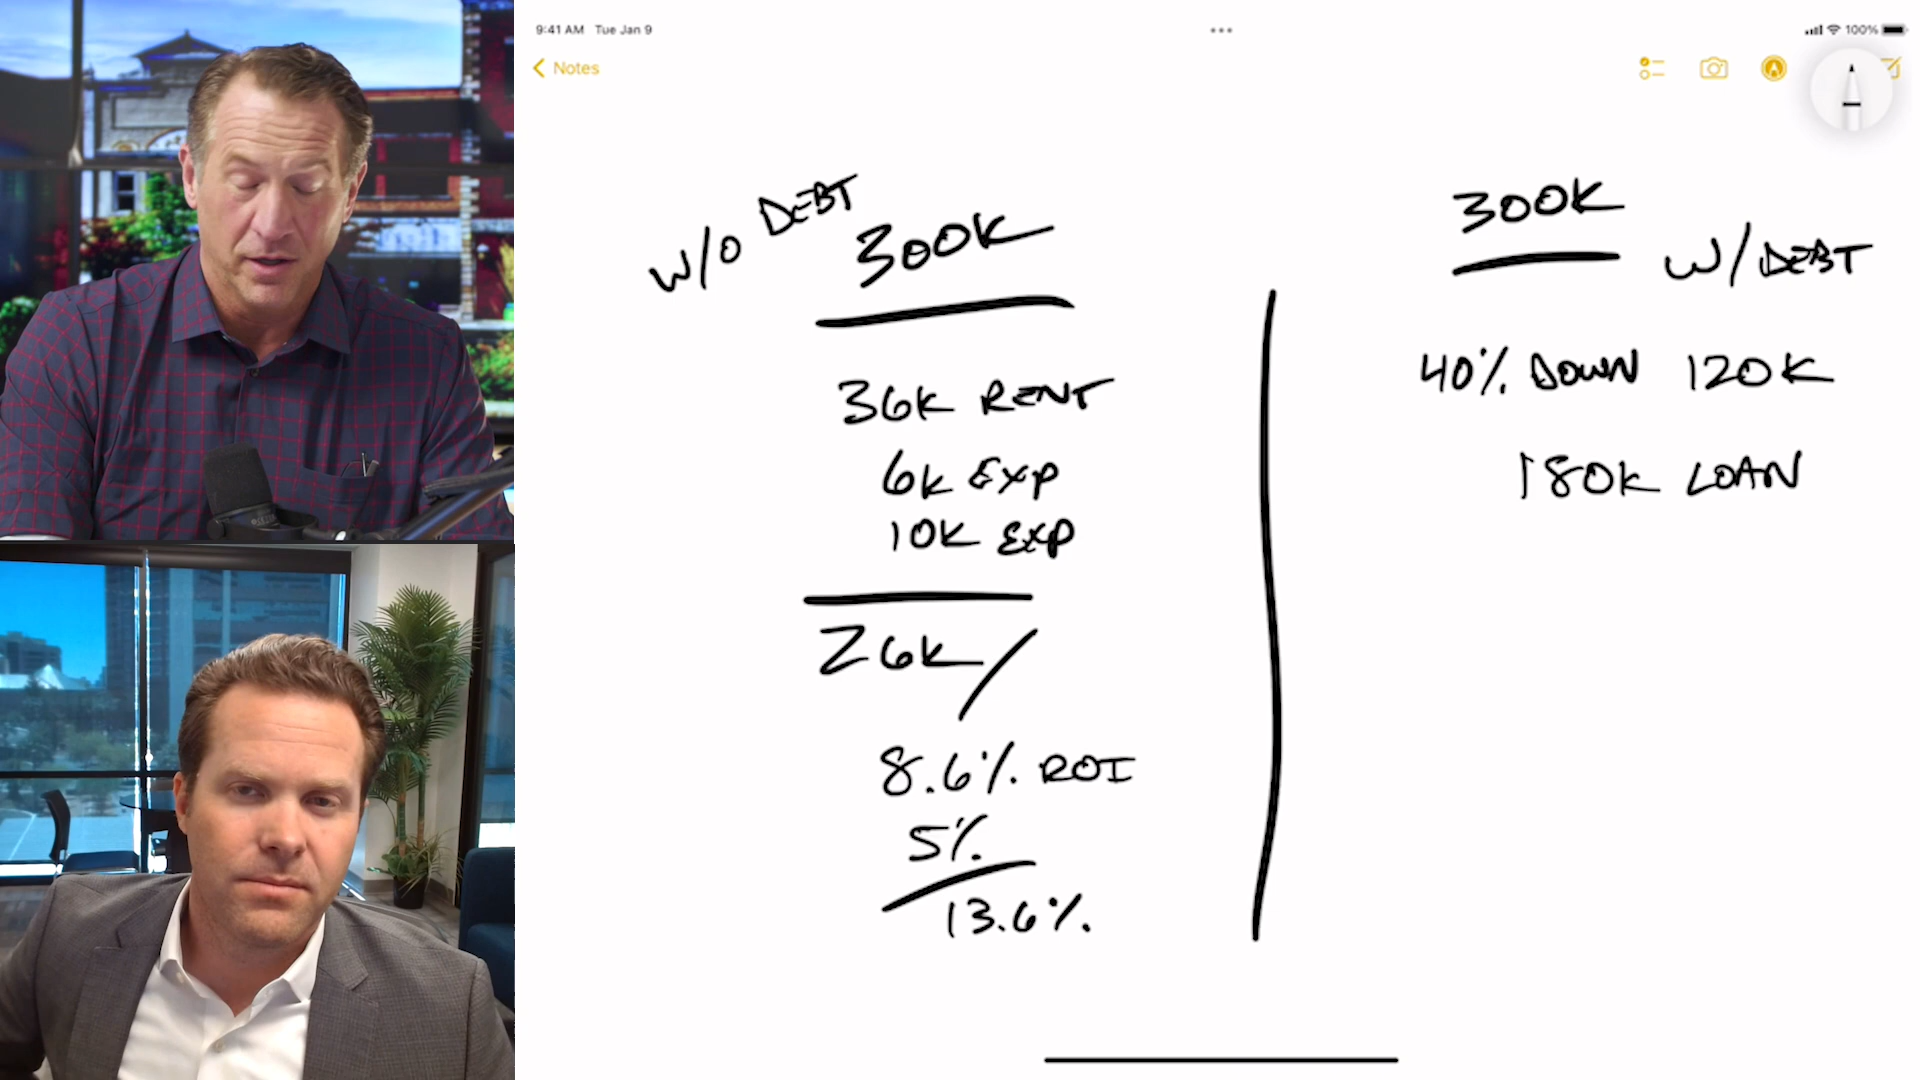 9:41 AM Tue Jan 9
100%
Notes
W/O DEBT
300K
36K RENT
6K EXP
10K EXP
26K/
8.6% ROI
5%
13.6%
300K
W/DEBT
40% DOWN 120K
180K LOAN